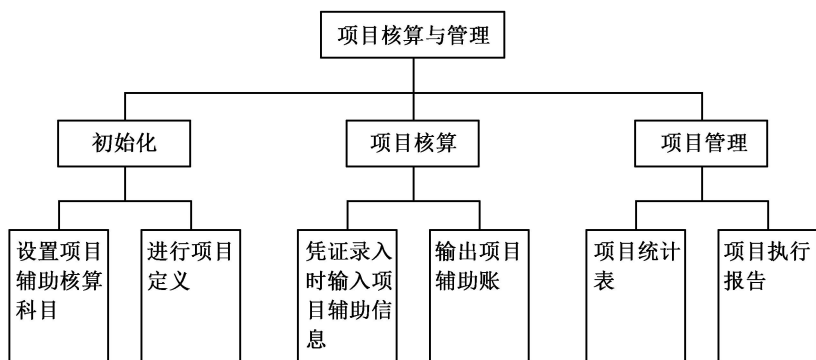 项目核算与管理
初始化
项目核算
项目管理
设置项目
辅助核算
科目
进行项目
定义
凭证录入
时输入项
目辅助信
息
输出项目
辅助账
项目统计
表
项目执行
报告